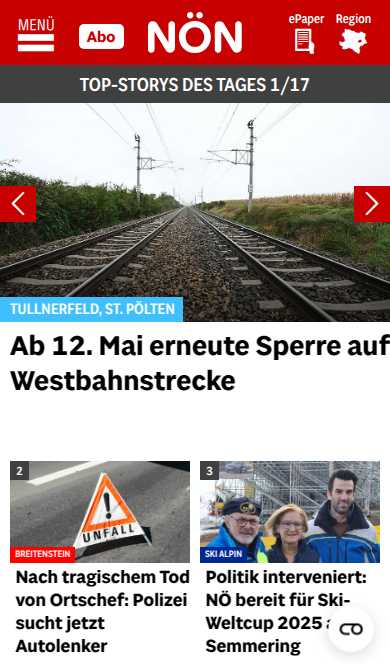 MENÜ
Abo
NÖN
ePaper
Region
TOP-STORYS DES TAGES 1/17
TULLNERFELD, ST. PÖLTEN
Ab 12. Mai erneute Sperre auf
Westbahnstrecke
2
UNFALL
BREITENSTEIN
Nach tragischem Tod
von Ortschef: Polizei
sucht jetzt
Autolenker
3
SKI ALPIN
Politik interveniert:
NÖ bereit für Ski-
Weltcup 2025
Semmering